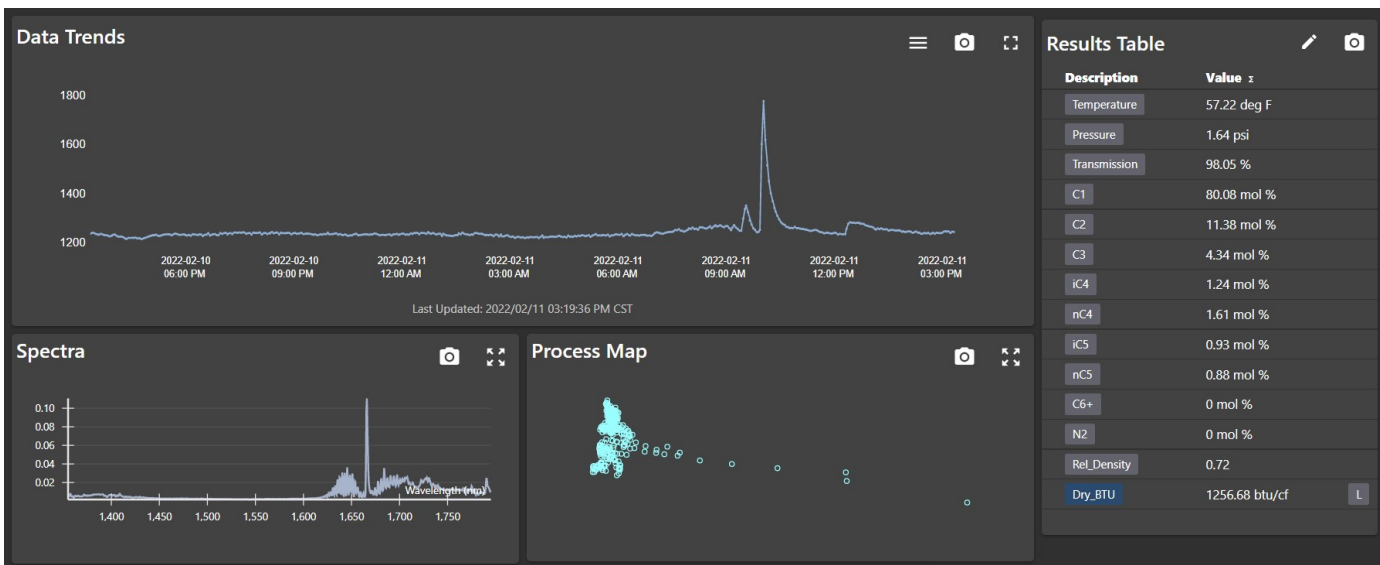 Data Trends
1800
1600
1400
1200
2022-02-10 06:00 PM
2022-02-10 09:00 PM
2022-02-11 12:00 AM
2022-02-11 03:00 AM
2022-02-11 06:00 AM
2022-02-11 09:00 AM
2022-02-11 12:00 PM
2022-02-11 03:00 PM
Last Updated: 2022/02/11 03:19:36 PM CST
Spectra
0.10
0.08
0.06
0.04
0.02
Wavelength (nm)
1,400 1,450 1,500 1,550 1,600 1,650 1,700 1,750
Process Map
Results Table
Description Value Σ
Temperature 57.22 deg F
Pressure 1.64 psi
Transmission 98.05 %
C1 80.08 mol %
C2 11.38 mol %
C3 4.34 mol %
iC4 1.24 mol %
nC4 1.61 mol %
iC5 0.93 mol %
nC5 0.88 mol %
C6+ 0 mol %
N2 0 mol %
Rel_Density 0.72
Dry_BTU 1256.68 btu/cf L